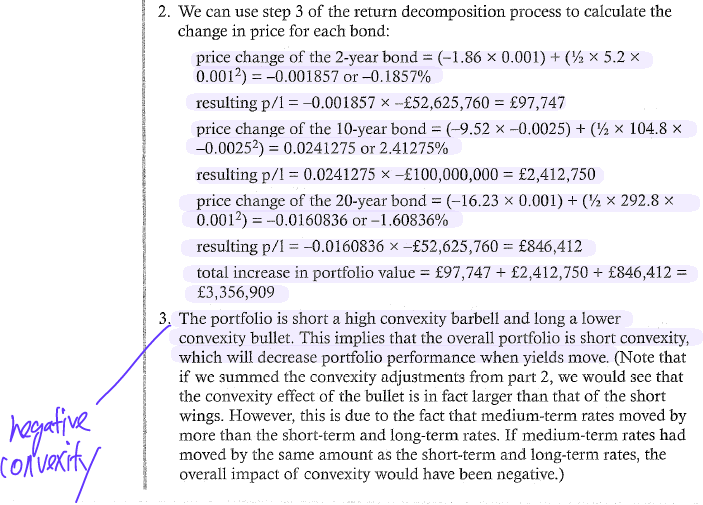 2. We can use step 3 of the return decomposition process to calculate the
change in price for each bond:
price change of the 2-year bond = (–1.86 × 0.001) + (½ × 5.2 ×
0.001²) = –0.001857 or –0.1857%
resulting p/l = –0.001857 × –£52,625,760 = £97,747
price change of the 10-year bond = (–9.52 × –0.0025) + (½ × 104.8 ×
–0.0025²) = 0.0241275 or 2.41275%
resulting p/l = 0.0241275 × –£100,000,000 = £2,412,750
price change of the 20-year bond = (–16.23 × 0.001) + (½ × 292.8 ×
0.001²) = –0.0160836 or –1.60836%
resulting p/l = –0.0160836 × –£52,625,760 = £846,412
total increase in portfolio value = £97,747 + £2,412,750 + £846,412 =
£3,356,909
3. The portfolio is short a high convexity barbell and long a lower
convexity bullet. This implies that the overall portfolio is short convexity,
which will decrease portfolio performance when yields move. (Note that
if we summed the convexity adjustments from part 2, we would see that
the convexity effect of the bullet is in fact larger than that of the short
wings. However, this is due to the fact that medium-term rates moved by
more than the short-term and long-term rates. If medium-term rates had
moved by the same amount as the short-term and long-term rates, the
overall impact of convexity would have been negative.)
negative
convexity